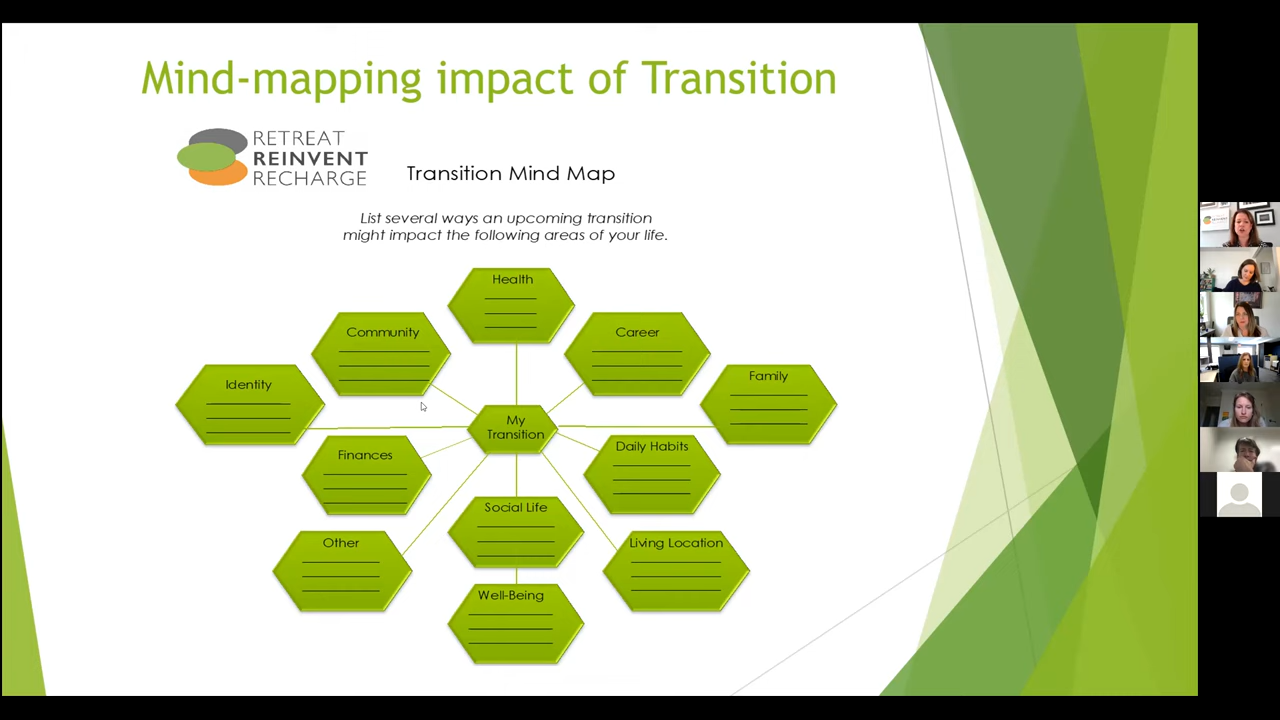 Mind-mapping impact of Transition
RETREAT
REINVENT
RECHARGE
Transition Mind Map
List several ways an upcoming transition
might impact the following areas of your life.
Health
Community
Career
Identity
Family
My
Transition
Finances
Daily Habits
Social Life
Other
Living Location
Well-Being